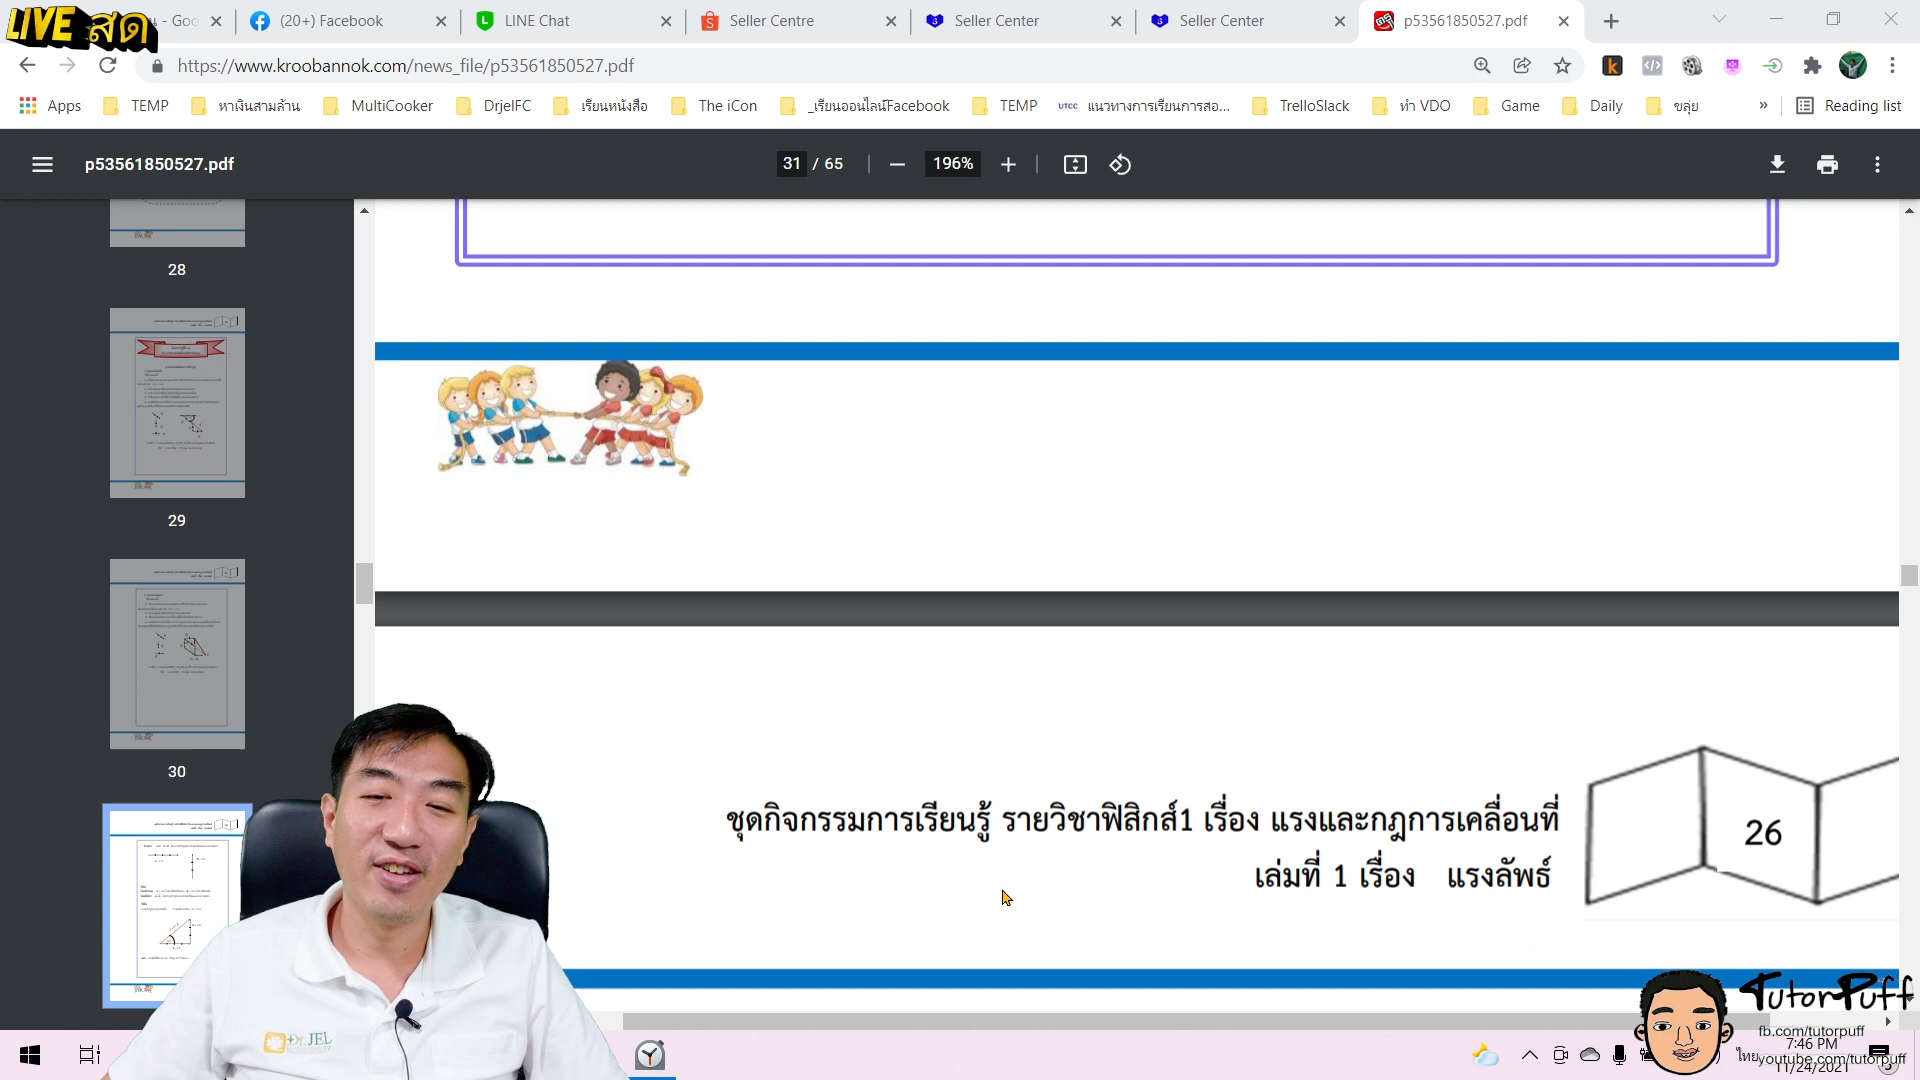 LIVE สด
- Goo
(20+) Facebook
LINE Chat
Seller Centre
Seller Center
Seller Center
p53561850527.pdf
https://www.kroobannok.com/news_file/p53561850527.pdf
Apps
TEMP
หาเงินสามล้าน
MultiCooker
DrjelFC
เรียนหนังสือ
The iCon
_เรียนออนไลน์Facebook
TEMP
UTCC แนวทางการเรียนการสอ...
TrelloSlack
ทำ VDO
Game
Daily
ขลุ่ย
»
Reading list
p53561850527.pdf
31 / 65
196%
28
29
30
ชุดกิจกรรมการเรียนรู้ รายวิชาฟิสิกส์1 เรื่อง แรงและกฎการเคลื่อนที่
เล่มที่ 1 เรื่อง แรงลัพธ์
26
Dr.JEL
TutorPuff
fb.com/tutorpuff
7:46 PM
ไทย
youtube.com/tutorpuff
11/24/2021